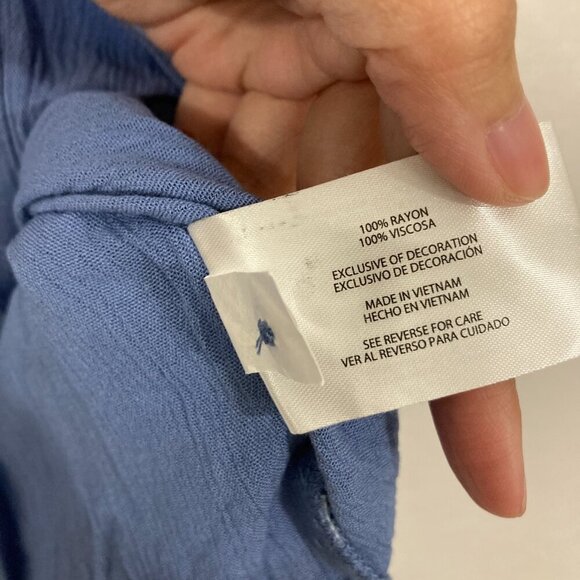 100% RAYON
100% VISCOSA
EXCLUSIVE OF DECORATION
EXCLUSIVO DE DECORACIÓN
MADE IN VIETNAM
HECHO EN VIETNAM
SEE REVERSE FOR CARE
VER AL REVERSO PARA CUIDADO